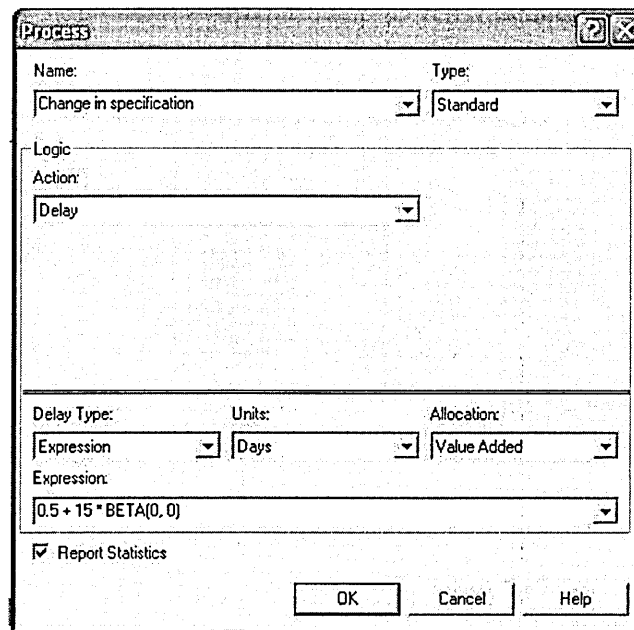 Process
Name: Type:
Change in specification Standard
Logic
Action:
Delay
Delay Type: Units: Allocation:
Expression Days Value Added
Expression:
0.5 + 15 * BETA(0, 0)
Report Statistics
OK Cancel Help